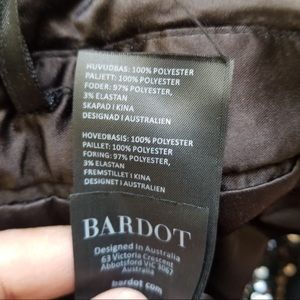 HUVUDBAS: 100% POLYESTER
PALJETT: 100% POLYESTER
FODER: 97% POLYESTER,
3% ELASTAN
SKAPAD I KINA
DESIGNAD I AUSTRALIEN
HOVEDBASIS: 100% POLYESTER
PAILLET: 100% POLYESTER
FORING: 97% POLYESTER,
3% ELASTAN
FREMSTILLET I KINA
DESIGNET I AUSTRALIEN
BARDOT
Designed in Australia
63 Victoria Crescent
Abbotsford VIC 3067
Australia
bardot.com